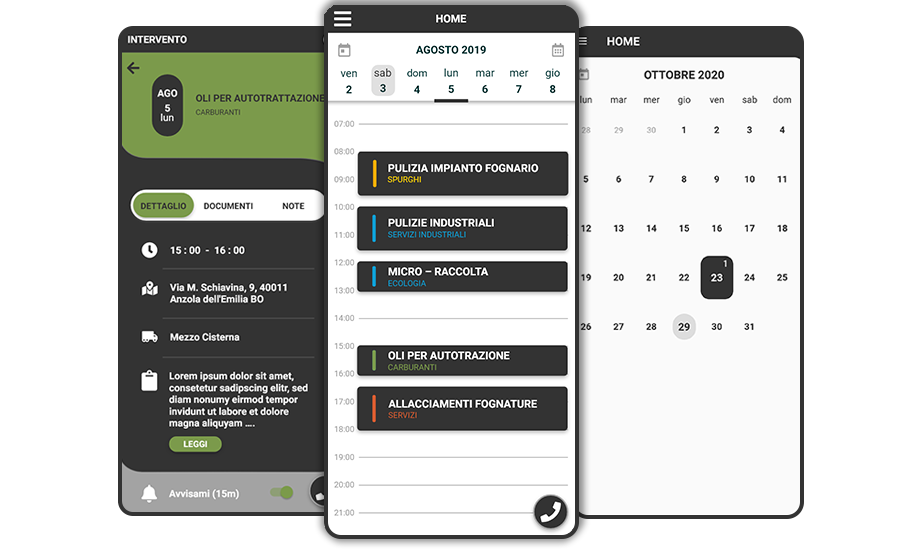 INTERVENTO
AGO
5
lun
OLI PER AUTOTRATTAZIONE
CARBURANTI
DETTAGLIO DOCUMENTI NOTE
15 : 00 - 16 : 00
Via M. Schiavina, 9, 40011
Anzola dell'Emilia BO
Mezzo Cisterna
Lorem ipsum dolor sit amet,
consetetur sadipscing elitr, sed
diam nonumy eirmod tempor
invidunt ut labore et dolore
magna aliquyam ....
LEGGI
Avvisami (15m)
HOME
AGOSTO 2019
ven sab dom lun mar mer gio
2 3 4 5 6 7 8
07:00
08:00
PULIZIA IMPIANTO FOGNARIO
09:00
SPURGHI
10:00
PULIZIE INDUSTRIALI
11:00
SERVIZI INDUSTRIALI
12:00
MICRO – RACCOLTA
ECOLOGIA
13:00
14:00
15:00
OLI PER AUTOTRAZIONE
CARBURANTI
16:00
17:00
ALLACCIAMENTI FOGNATURE
SERVIZI
18:00
19:00
20:00
21:00
HOME
OTTOBRE 2020
lun mar mer gio ven sab dom
28 29 30 1 2 3 4
5 6 7 8 9 10 11
12 13 14 15 16 17 18
19 20 21 22 23 1 24 25
26 27 28 29 30 31